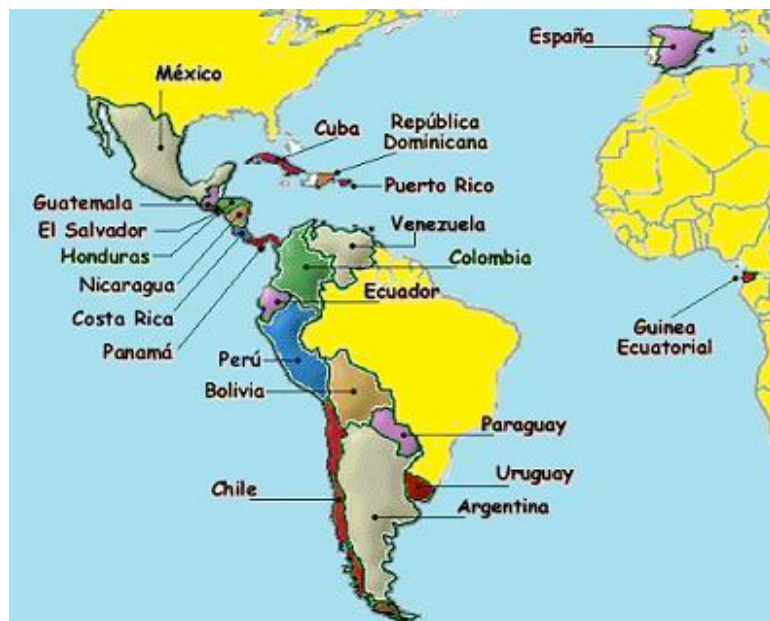 España
México
Cuba
República
Dominicana
Puerto Rico
Guatemala
El Salvador
Honduras
Nicaragua
Costa Rica
Panamá
Venezuela
Colombia
Ecuador
Guinea
Ecuatorial
Perú
Bolivia
Paraguay
Chile
Uruguay
Argentina